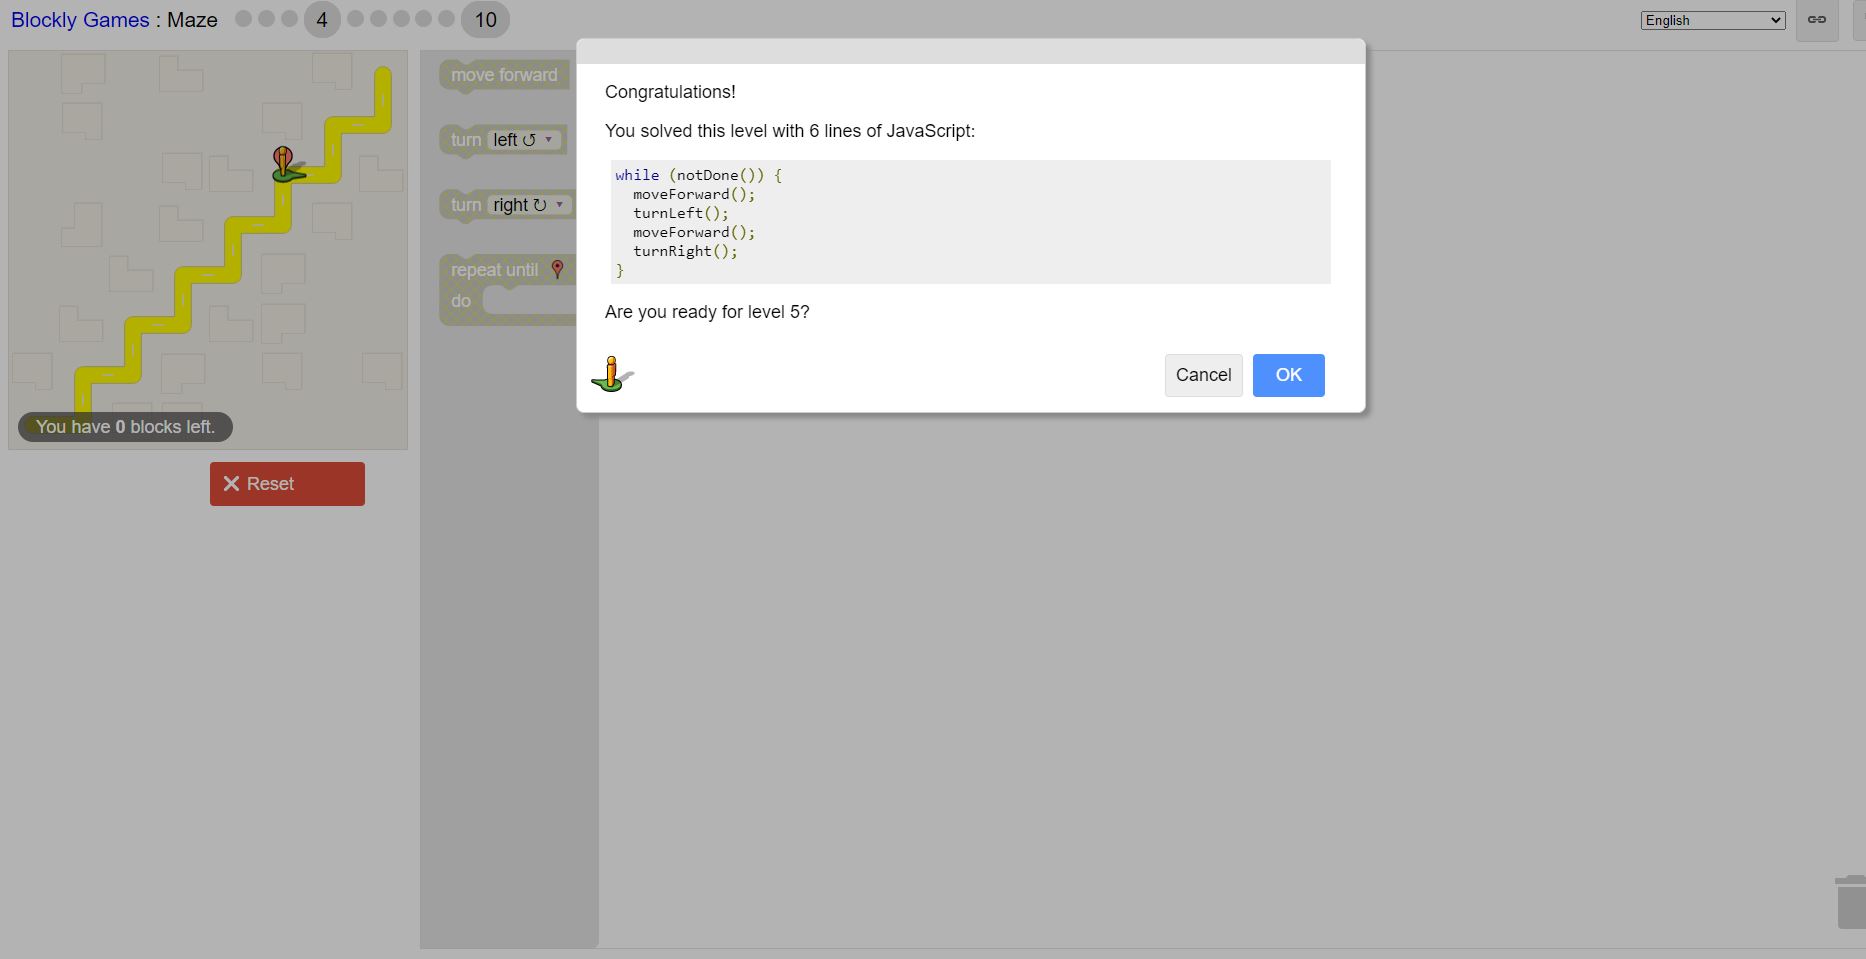 Blockly Games : Maze 4 10
English
move forward
turn left ↺ ▾
turn right ↻ ▾
repeat until
do
You have 0 blocks left.
Reset
Congratulations!
You solved this level with 6 lines of JavaScript:
while (notDone()) {
  moveForward();
  turnLeft();
  moveForward();
  turnRight();
}
Are you ready for level 5?
Cancel OK